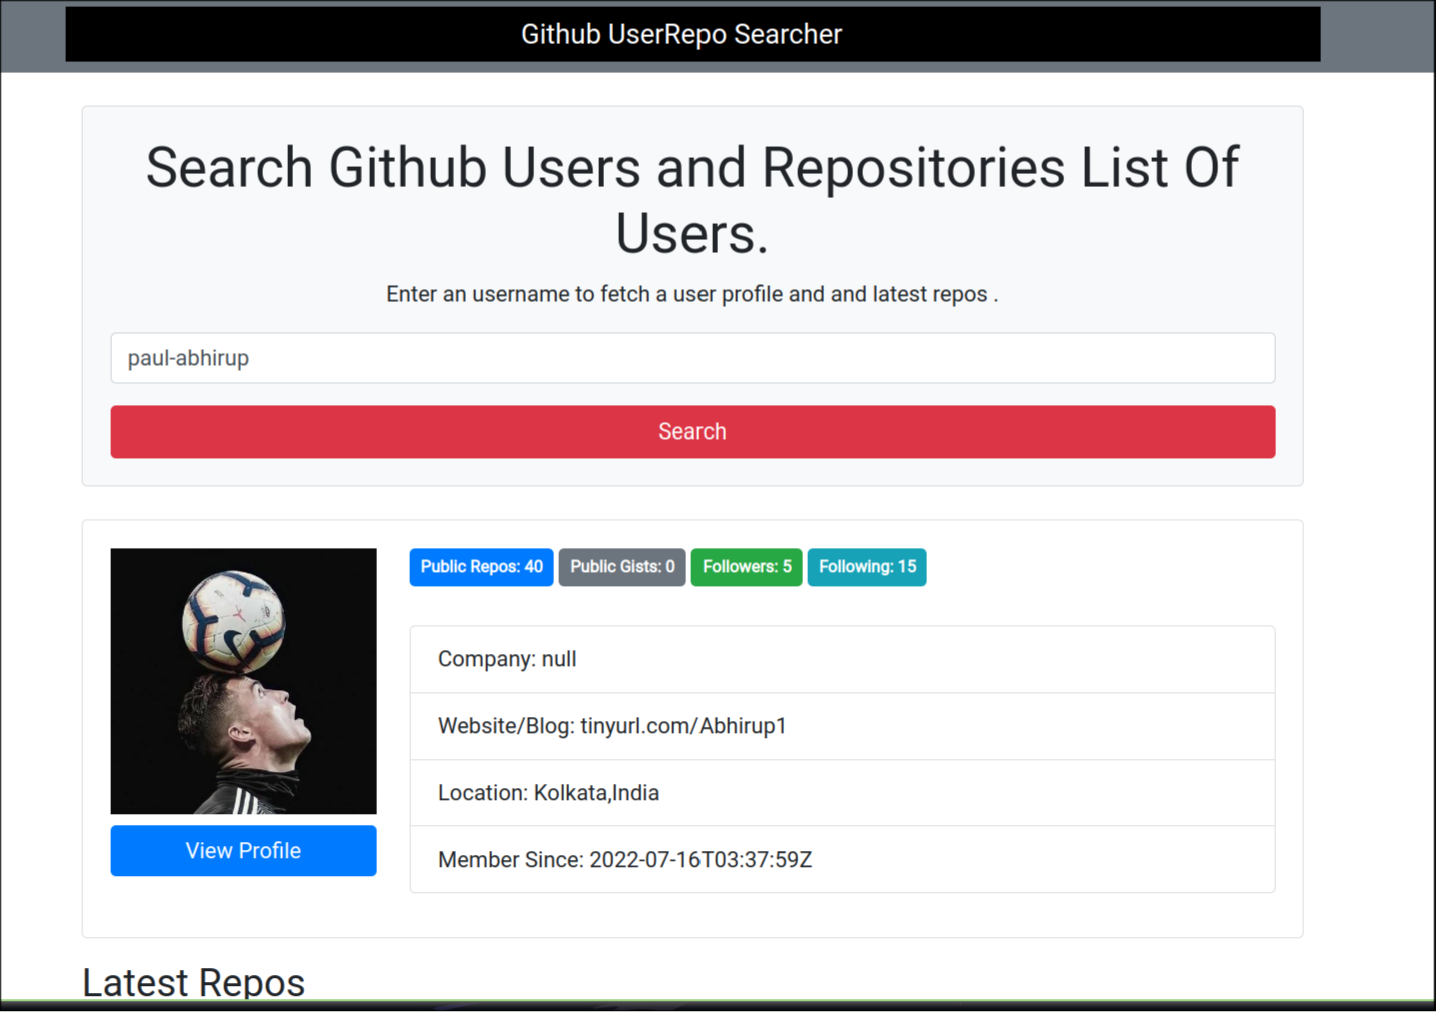 Github UserRepo Searcher
Search Github Users and Repositories List Of
Users.
Enter an username to fetch a user profile and and latest repos .
paul-abhirup
Search
Public Repos: 40 Public Gists: 0 Followers: 5 Following: 15
Company: null
Website/Blog: tinyurl.com/Abhirup1
Location: Kolkata,India
Member Since: 2022-07-16T03:37:59Z
View Profile
Latest Repos